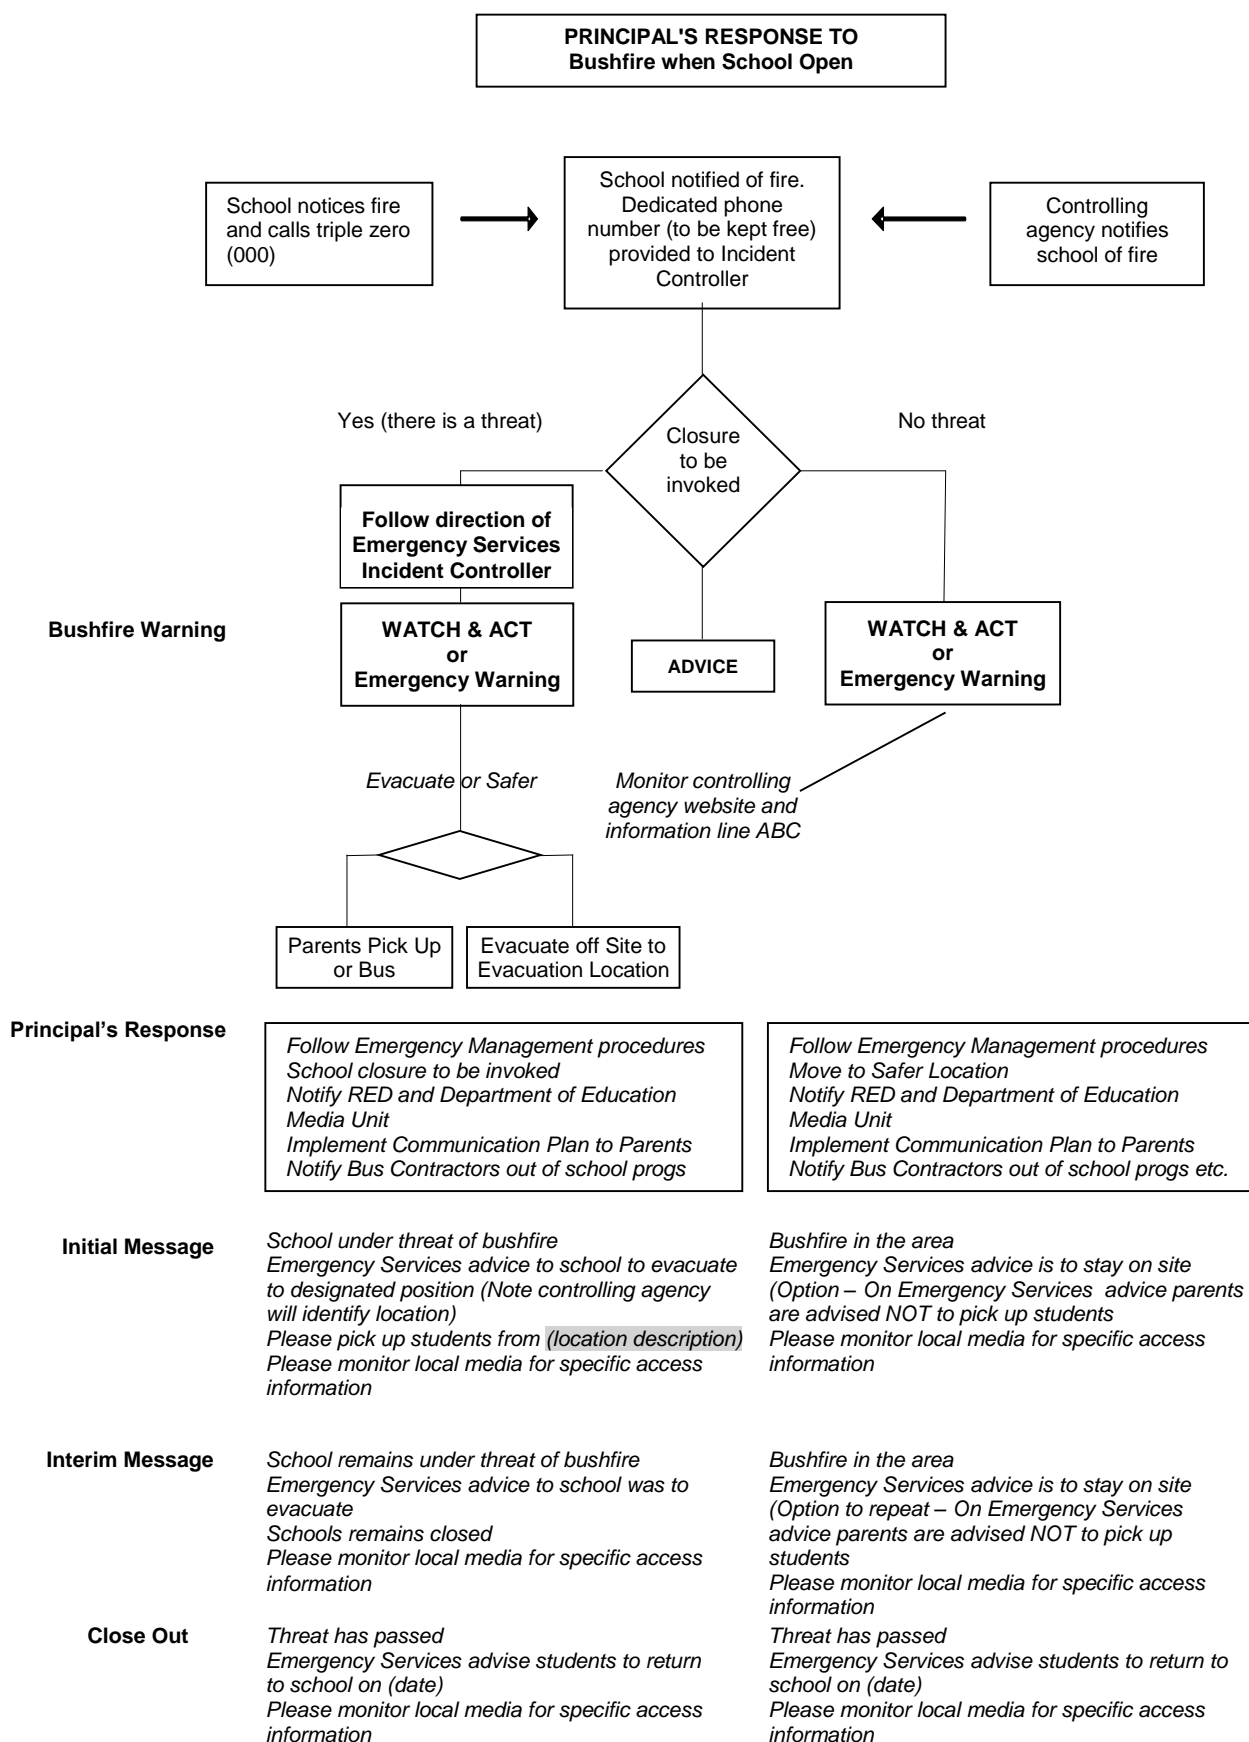 PRINCIPAL'S RESPONSE TO
Bushfire when School Open
School notices fire
and calls triple zero
(000)
School notified of fire.
Dedicated phone
number (to be kept free)
provided to Incident
Controller
Controlling
agency notifies
school of fire
Yes (there is a threat)
No threat
Closure
to be
invoked
Follow direction of
Emergency Services
Incident Controller
Bushfire Warning
WATCH & ACT
or
Emergency Warning
ADVICE
WATCH & ACT
or
Emergency Warning
Evacuate or Safer
Monitor controlling
agency website and
information line ABC
Parents Pick Up
or Bus
Evacuate off Site to
Evacuation Location
Principal’s Response
Follow Emergency Management procedures
School closure to be invoked
Notify RED and Department of Education
Media Unit
Implement Communication Plan to Parents
Notify Bus Contractors out of school progs
Follow Emergency Management procedures
Move to Safer Location
Notify RED and Department of Education
Media Unit
Implement Communication Plan to Parents
Notify Bus Contractors out of school progs etc.
Initial Message
School under threat of bushfire
Emergency Services advice to school to evacuate
to designated position (Note controlling agency
will identify location)
Please pick up students from (location description)
Please monitor local media for specific access
information
Bushfire in the area
Emergency Services advice is to stay on site
(Option – On Emergency Services advice parents
are advised NOT to pick up students
Please monitor local media for specific access
information
Interim Message
School remains under threat of bushfire
Emergency Services advice to school was to
evacuate
Schools remains closed
Please monitor local media for specific access
information
Bushfire in the area
Emergency Services advice is to stay on site
(Option to repeat – On Emergency Services
advice parents are advised NOT to pick up
students
Please monitor local media for specific access
information
Close Out
Threat has passed
Emergency Services advise students to return
to school on (date)
Please monitor local media for specific access
information
Threat has passed
Emergency Services advise students to return to
school on (date)
Please monitor local media for specific access
information